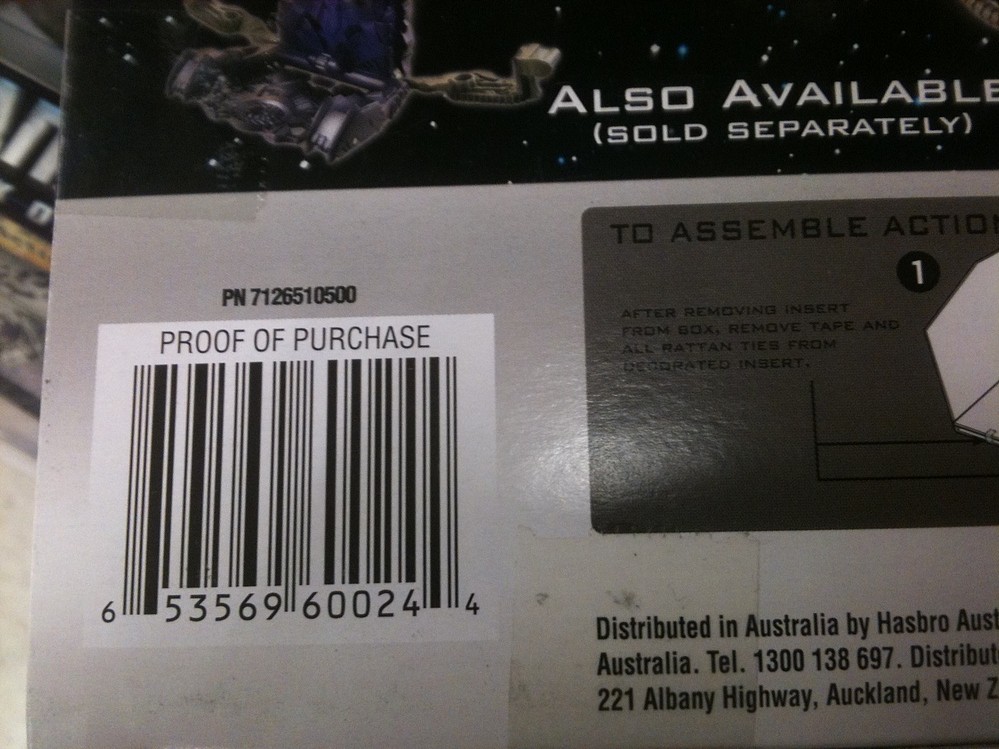 ALSO AVAILABLE
(SOLD SEPARATELY)
TO ASSEMBLE ACTIO
1
AFTER REMOVING INSERT
FROM BOX, REMOVE TAPE AND
ALL RATTAN TIES FROM
DECORATED INSERT.
PN 7126510500
PROOF OF PURCHASE
6 53569 60024 4
Distributed in Australia by Hasbro Aust
Australia. Tel. 1300 138 697. Distribut
221 Albany Highway, Auckland, New Z